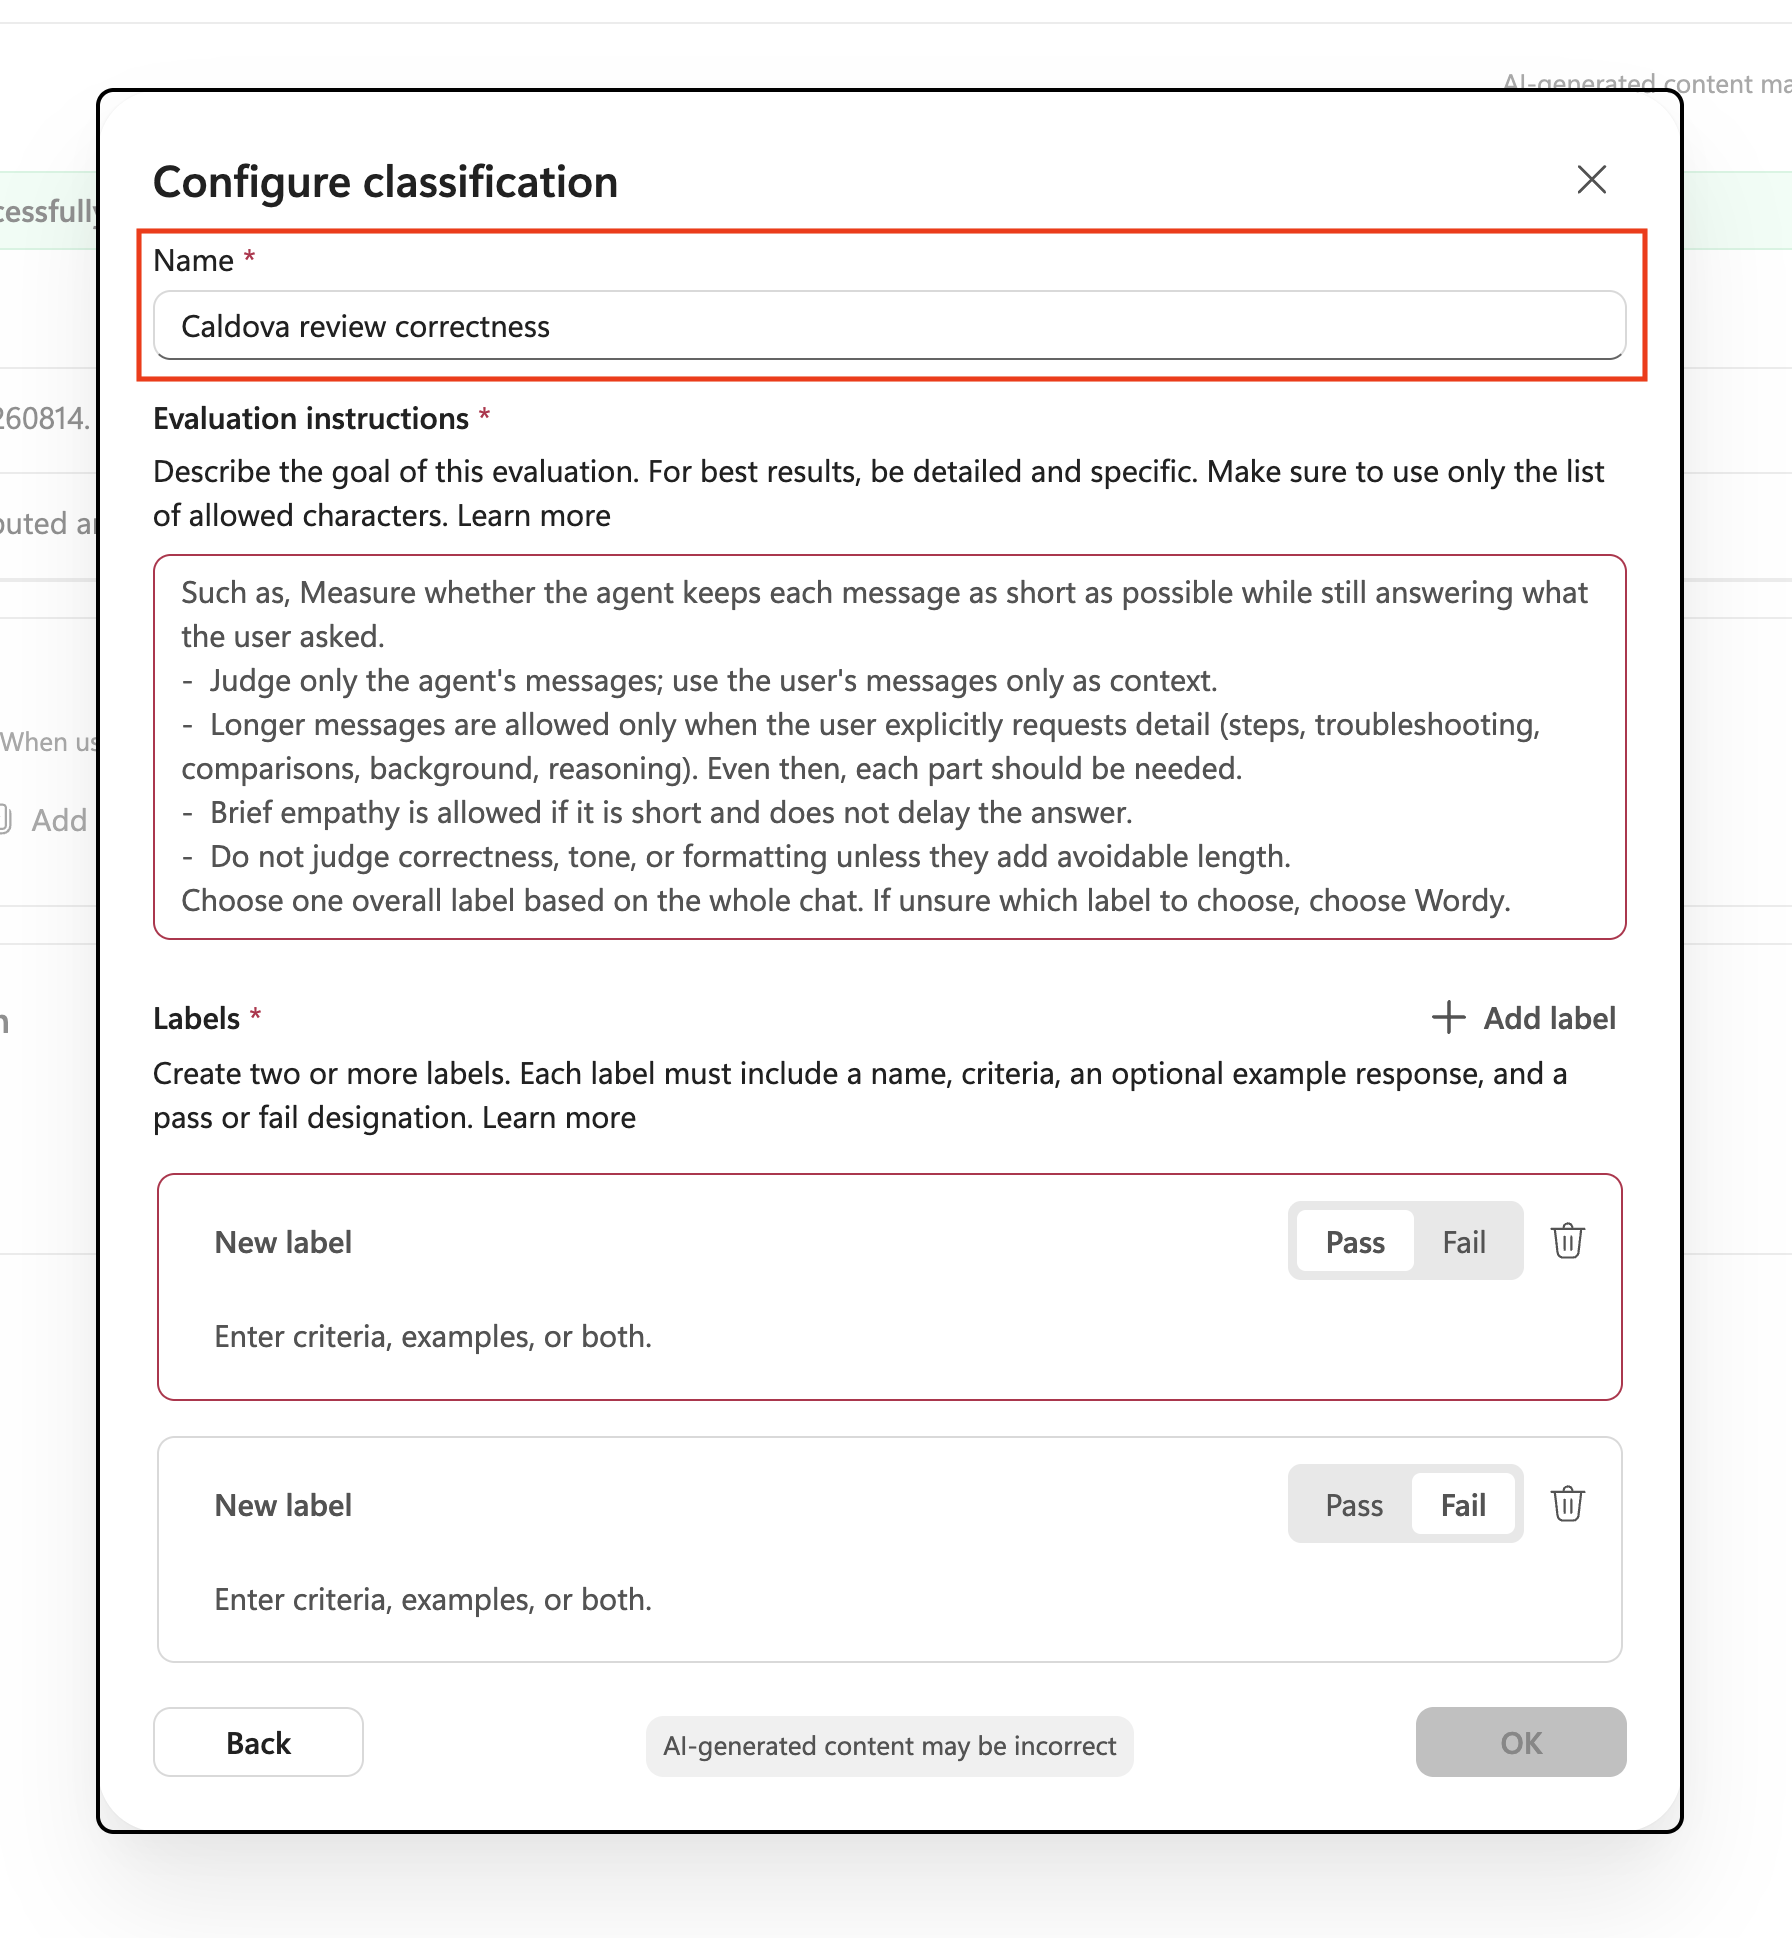 AI-generated content ma
Configure classification
cessfully
Name *
Caldova review correctness
260814.
Evaluation instructions *
Describe the goal of this evaluation. For best results, be detailed and specific. Make sure to use only the list
of allowed characters. Learn more
Such as, Measure whether the agent keeps each message as short as possible while still answering what
the user asked.
- Judge only the agent's messages; use the user's messages only as context.
- Longer messages are allowed only when the user explicitly requests detail (steps, troubleshooting,
comparisons, background, reasoning). Even then, each part should be needed.
When us
- Brief empathy is allowed if it is short and does not delay the answer.
Add
- Do not judge correctness, tone, or formatting unless they add avoidable length.
Choose one overall label based on the whole chat. If unsure which label to choose, choose Wordy.
Labels *
Add label
Create two or more labels. Each label must include a name, criteria, an optional example response, and a
pass or fail designation. Learn more
New label
Pass Fail
Enter criteria, examples, or both.
New label
Pass Fail
Enter criteria, examples, or both.
Back
AI-generated content may be incorrect
OK